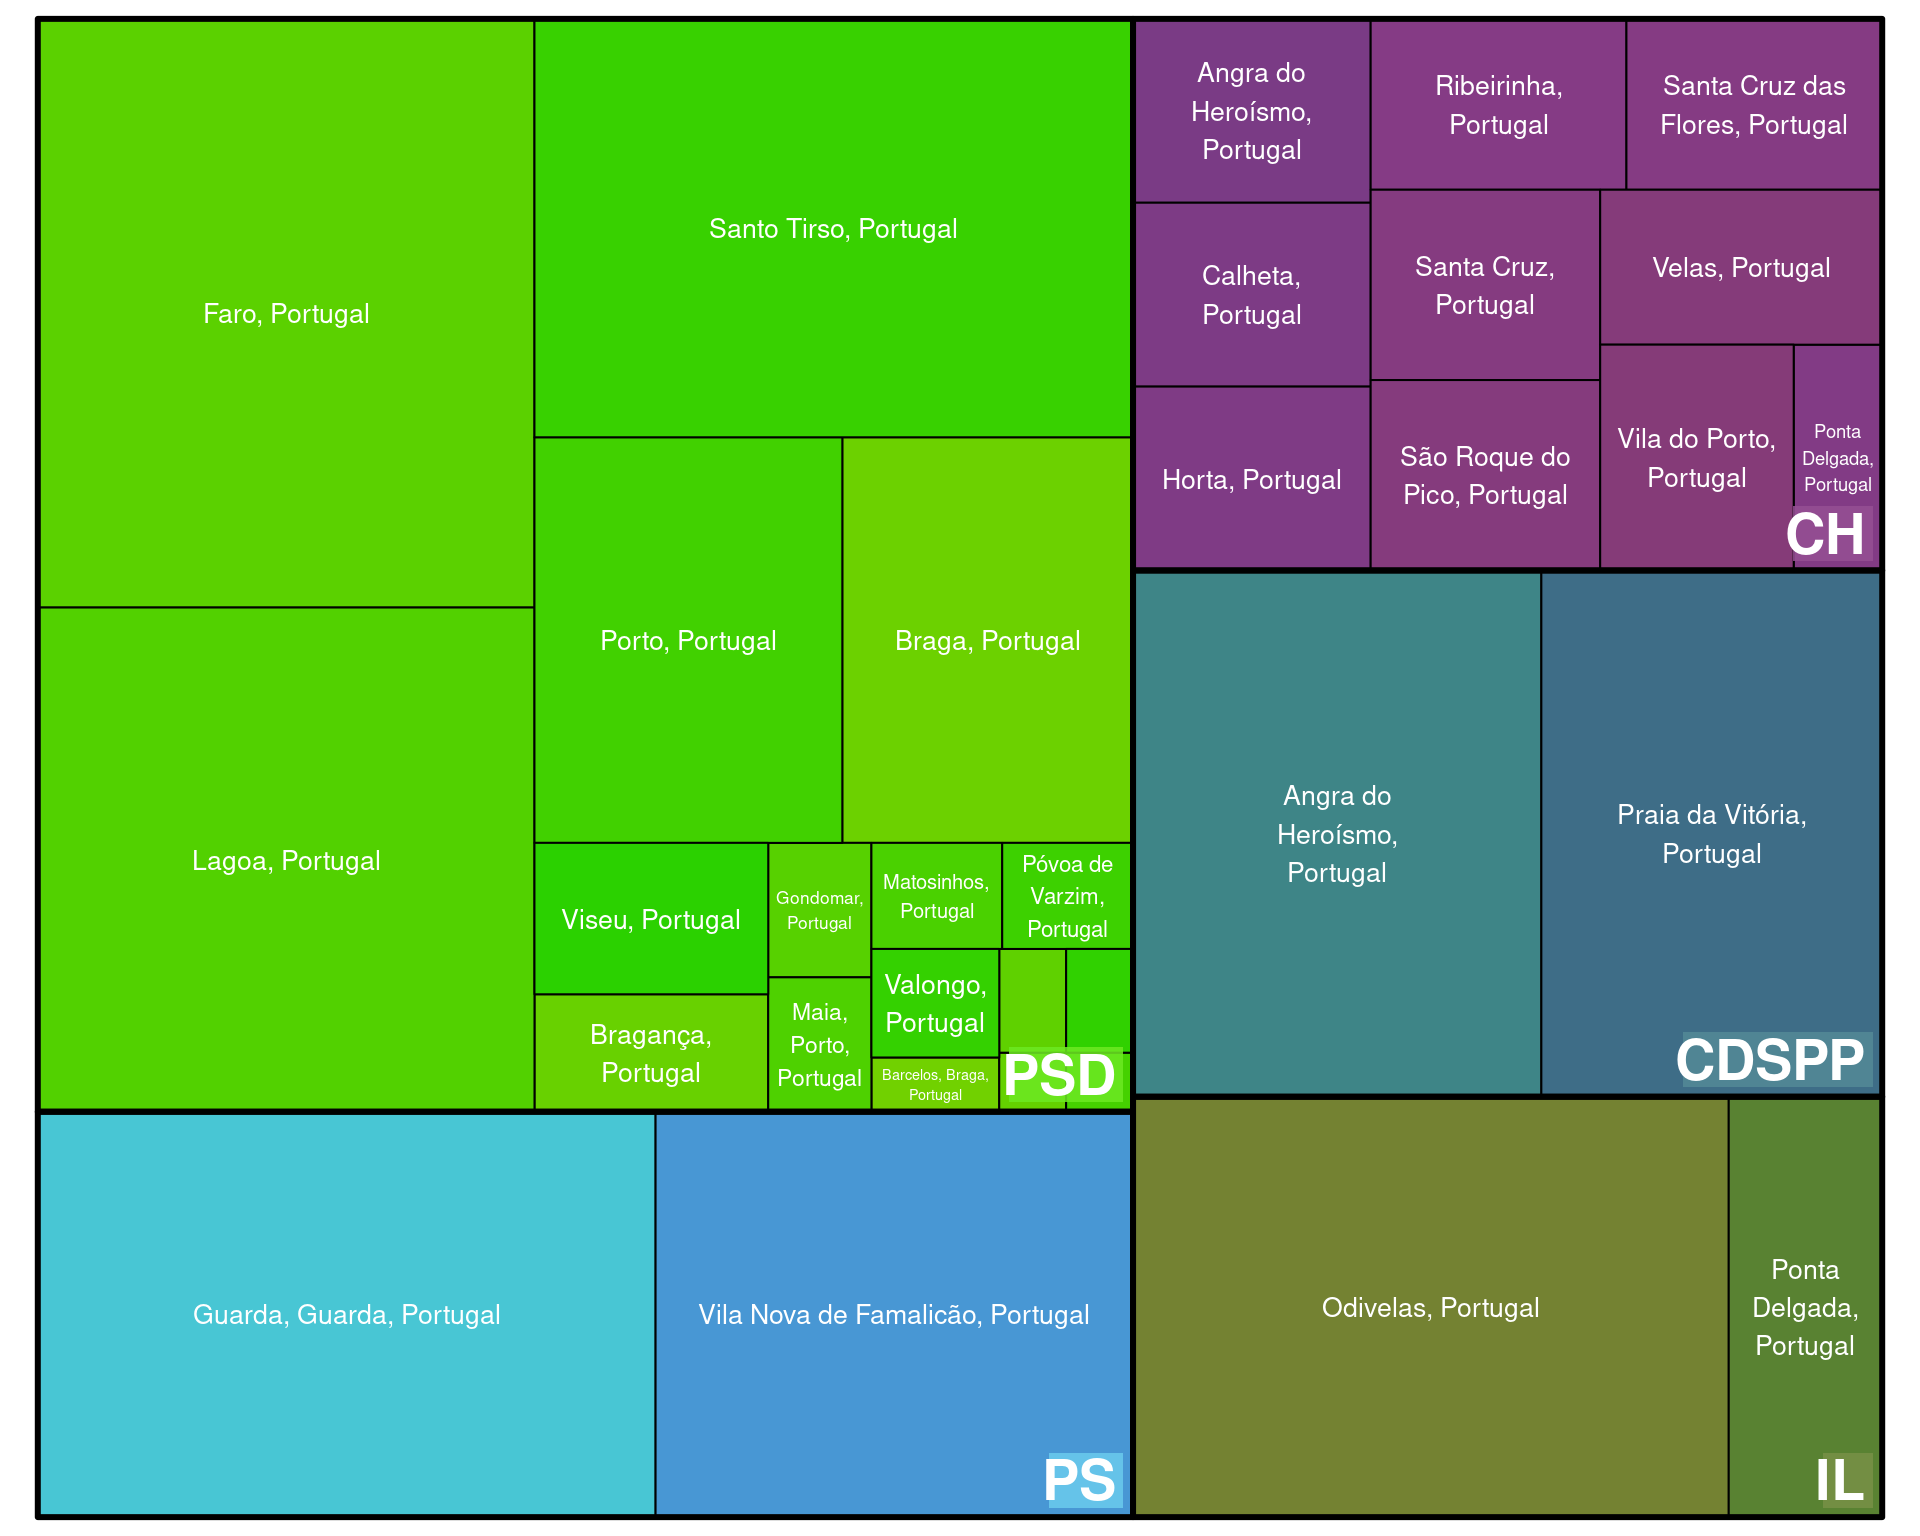 Faro, Portugal
Santo Tirso, Portugal
Lagoa, Portugal
Porto, Portugal
Braga, Portugal
Viseu, Portugal
Bragança,
Portugal
Gondomar,
Portugal
Maia,
Porto,
Portugal
Matosinhos,
Portugal
Póvoa de
Varzim,
Portugal
Valongo,
Portugal
Barcelos, Braga,
Portugal
PSD
Guarda, Guarda, Portugal
Vila Nova de Famalicão, Portugal
PS
Angra do
Heroísmo,
Portugal
Calheta,
Portugal
Horta, Portugal
Ribeirinha,
Portugal
Santa Cruz das
Flores, Portugal
Santa Cruz,
Portugal
Velas, Portugal
São Roque do
Pico, Portugal
Vila do Porto,
Portugal
Ponta
Delgada,
Portugal
CH
Angra do
Heroísmo,
Portugal
Praia da Vitória,
Portugal
CDSPP
Odivelas, Portugal
Ponta
Delgada,
Portugal
IL